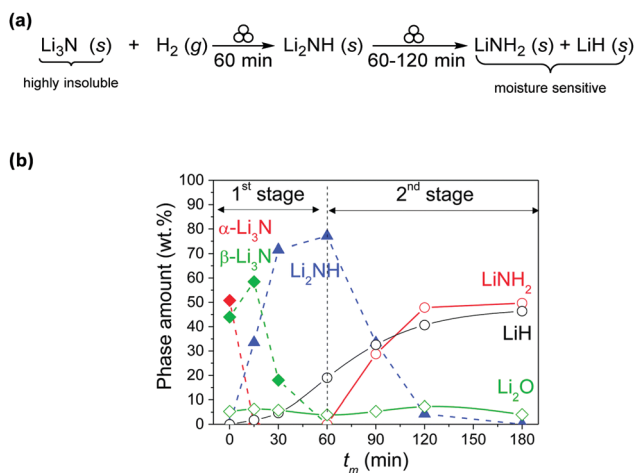 (a)
Li₃N (s) + H₂ (g) 60 min Li₂NH (s) 60-120 min LiNH₂ (s) + LiH (s)
highly insoluble moisture sensitive
(b)
1st stage 2nd stage
α-Li₃N
β-Li₃N
Li₂NH
LiNH₂
LiH
Li₂O
Phase amount (wt.%)
100
90
80
70
60
50
40
30
20
10
0
0 30 60 90 120 150 180
tm (min)